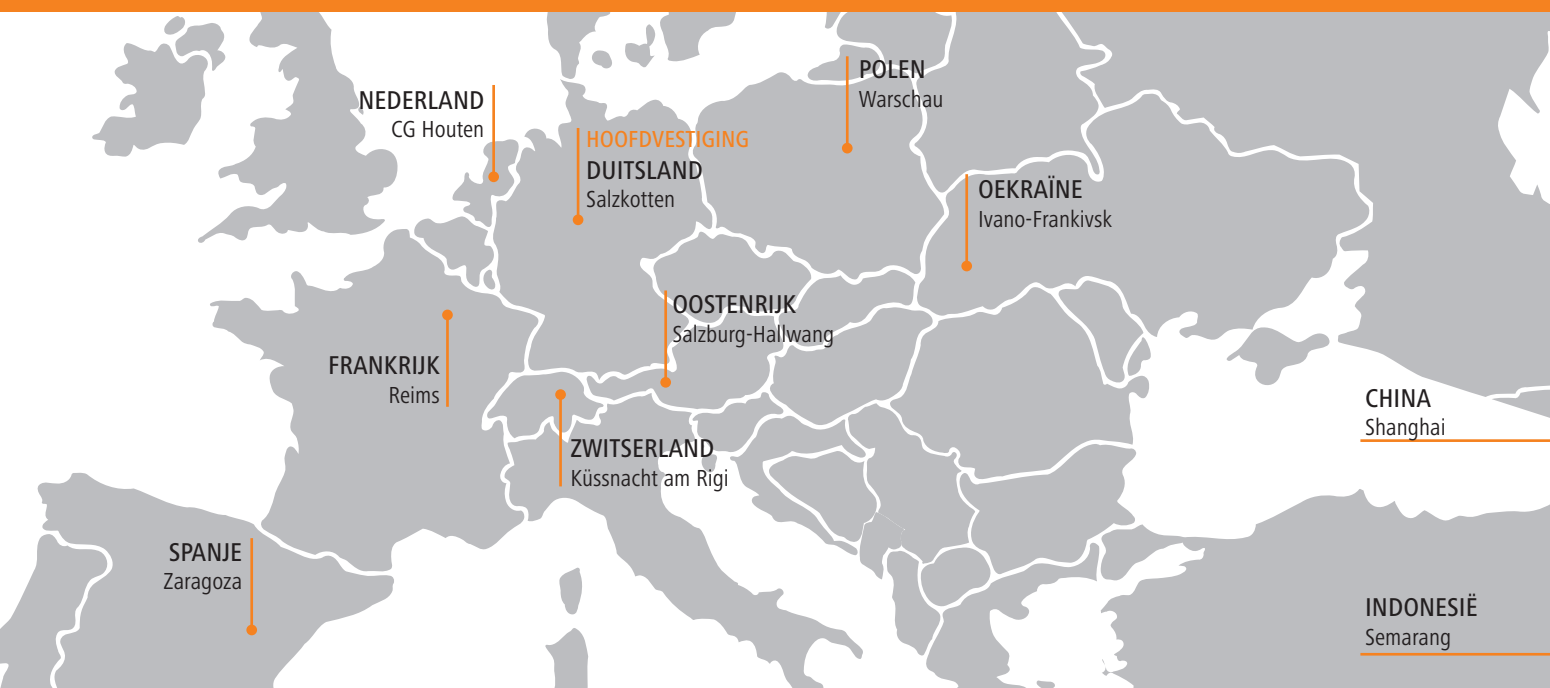 POLEN
Warschau
NEDERLAND
CG Houten
HOOFDVESTIGING
DUITSLAND
Salzkotten
OEKRAÏNE
Ivano-Frankivsk
OOSTENRIJK
Salzburg-Hallwang
FRANKRIJK
Reims
CHINA
Shanghai
ZWITSERLAND
Küssnacht am Rigi
SPANJE
Zaragoza
INDONESIË
Semarang